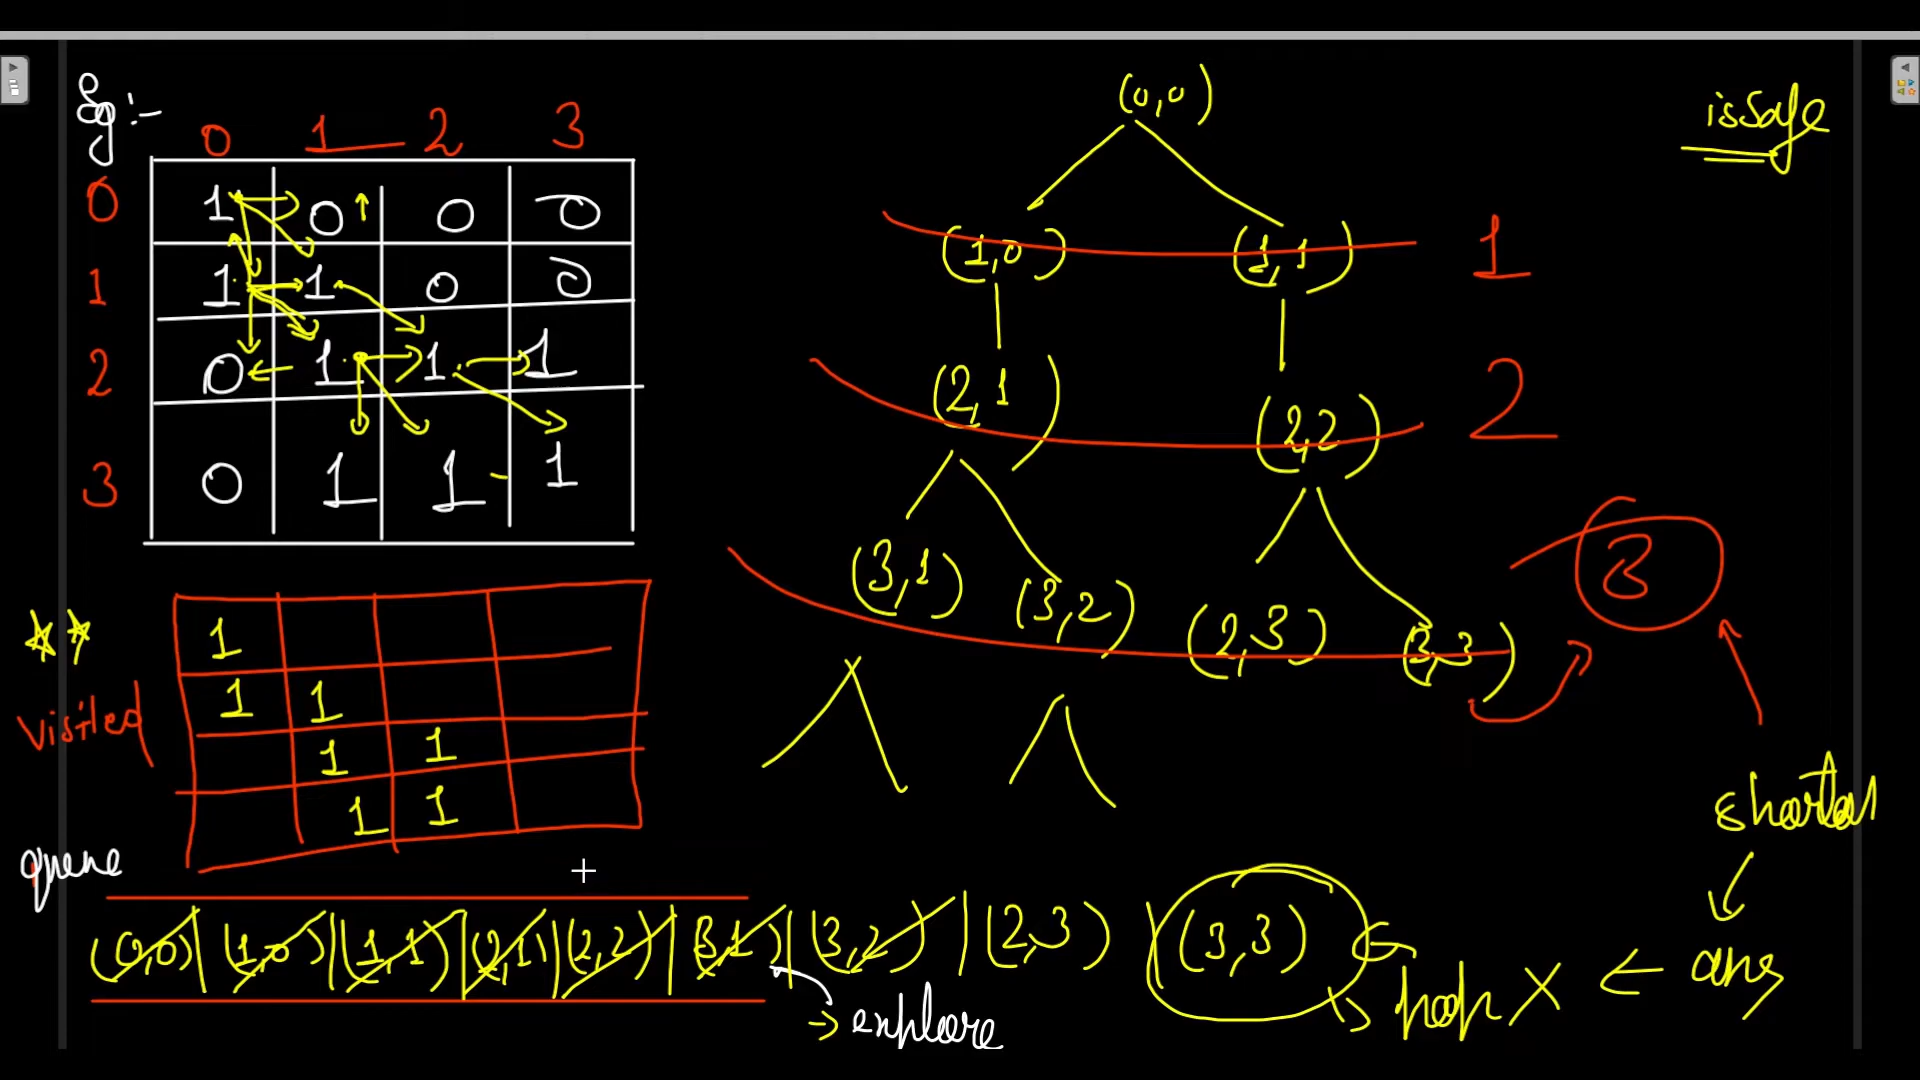 Eg:-
0 1 2 3
0 1 0 0 0
1 1 1 0 0
2 0 1 1 1
3 0 1 1 1
visited
1
1 1
1 1
1 1
queue
(0,0) | (1,0) | (1,1) | (2,1) | (2,2) | (3,1) | (3,2) | (2,3) | (3,3)
→ explore
(0,0)
(1,0) (1,1) 1
(2,1) (2,2) 2
(3,1) (3,2) (2,3) (3,3) 3
isSafe
ans
pop X